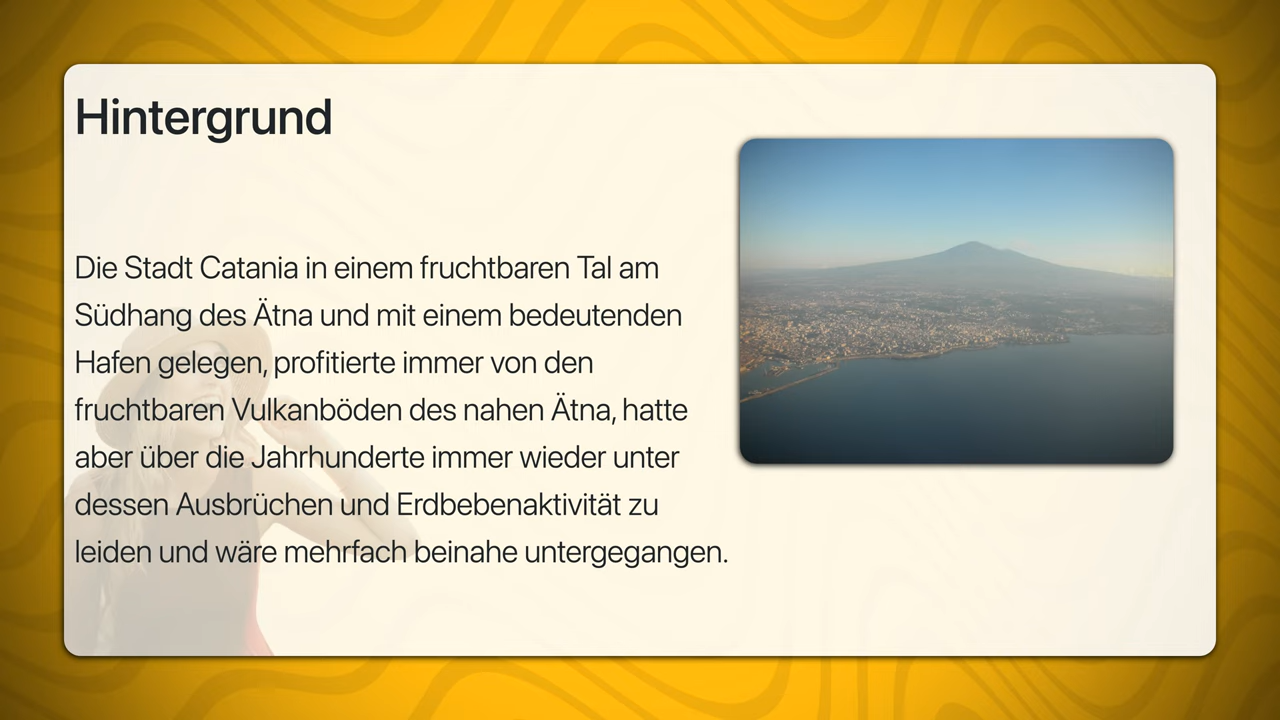 Hintergrund
Die Stadt Catania in einem fruchtbaren Tal am
Südhang des Ätna und mit einem bedeutenden
Hafen gelegen, profitierte immer von den
fruchtbaren Vulkanböden des nahen Ätna, hatte
aber über die Jahrhunderte immer wieder unter
dessen Ausbrüchen und Erdbebenaktivität zu
leiden und wäre mehrfach beinahe untergegangen.